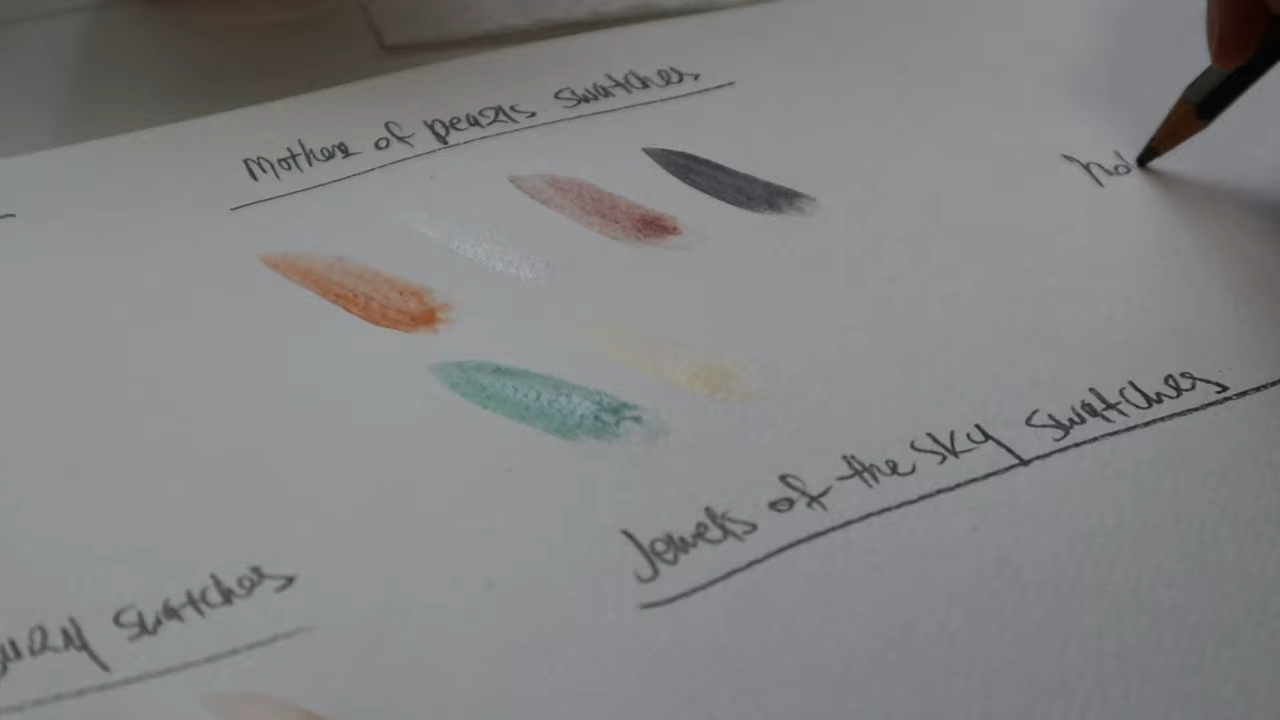 Mother of pearls swatches
Jewels of the sky swatches
swatches